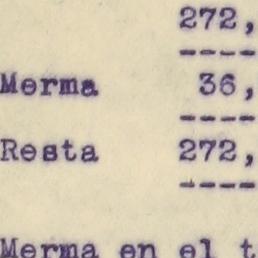 272,
----
Merma 36,
----
Resta 272,
----
Merma en el t